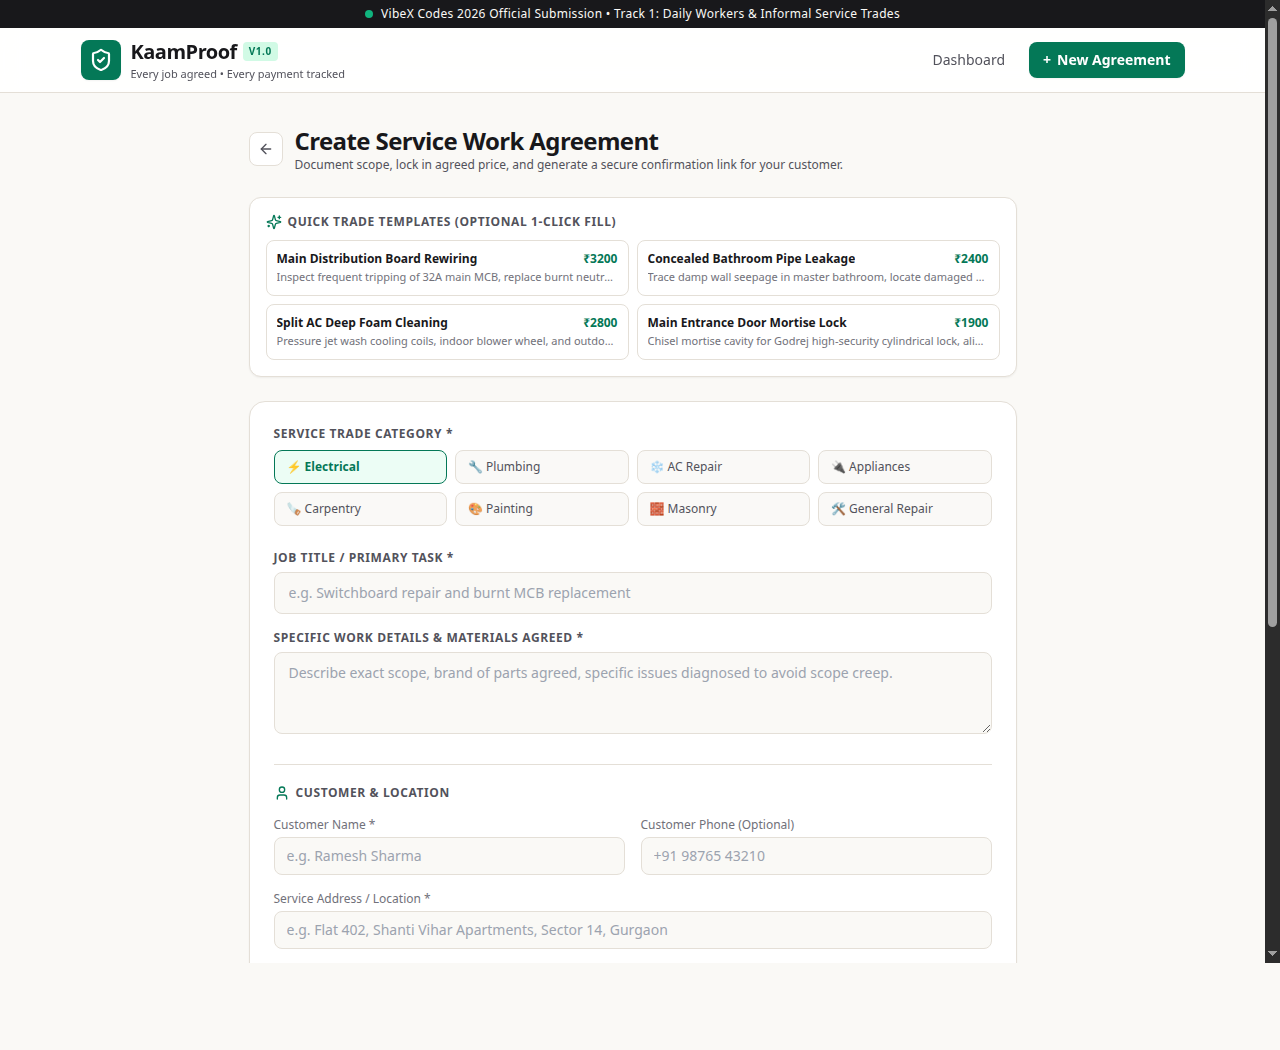 VibeX Codes 2026 Official Submission • Track 1: Daily Workers & Informal Service Trades
KaamProof V1.0
Every job agreed • Every payment tracked
Dashboard
+ New Agreement
Create Service Work Agreement
Document scope, lock in agreed price, and generate a secure confirmation link for your customer.
QUICK TRADE TEMPLATES (OPTIONAL 1-CLICK FILL)
Main Distribution Board Rewiring ₹3200
Inspect frequent tripping of 32A main MCB, replace burnt neutr...
Concealed Bathroom Pipe Leakage ₹2400
Trace damp wall seepage in master bathroom, locate damaged ...
Split AC Deep Foam Cleaning ₹2800
Pressure jet wash cooling coils, indoor blower wheel, and outdo...
Main Entrance Door Mortise Lock ₹1900
Chisel mortise cavity for Godrej high-security cylindrical lock, ali...
SERVICE TRADE CATEGORY *
⚡ Electrical
🔧 Plumbing
❄️ AC Repair
🔌 Appliances
🪚 Carpentry
🎨 Painting
🧱 Masonry
🛠️ General Repair
JOB TITLE / PRIMARY TASK *
e.g. Switchboard repair and burnt MCB replacement
SPECIFIC WORK DETAILS & MATERIALS AGREED *
Describe exact scope, brand of parts agreed, specific issues diagnosed to avoid scope creep.
CUSTOMER & LOCATION
Customer Name *
e.g. Ramesh Sharma
Customer Phone (Optional)
+91 98765 43210
Service Address / Location *
e.g. Flat 402, Shanti Vihar Apartments, Sector 14, Gurgaon